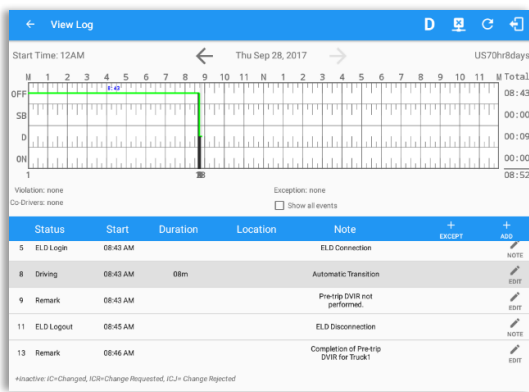 View Log
D
Start Time: 12AM
Thu Sep 28, 2017
US70hr8days
M 1 2 3 4 5 6 7 8 9 10 11 N 1 2 3 4 5 6 7 8 9 10 11 M Total
8:43
OFF 08:43
SB 00:00
D 00:09
ON 00:00
1
08:52
Violation: none
Exception: none
Co-Drivers: none
Show all events
Status Start Duration Location Note + EXCEPT + ADD
5 ELD Login 08:43 AM ELD Connection NOTE
8 Driving 08:43 AM 08m Automatic Transition EDIT
9 Remark 08:43 AM Pre-trip DVIR not
performed. EDIT
11 ELD Logout 08:45 AM ELD Disconnection NOTE
13 Remark 08:46 AM Completion of Pre-trip
DVIR for Truck1 EDIT
+Inactive: IC=Changed, ICR=Change Requested, ICJ= Change Rejected